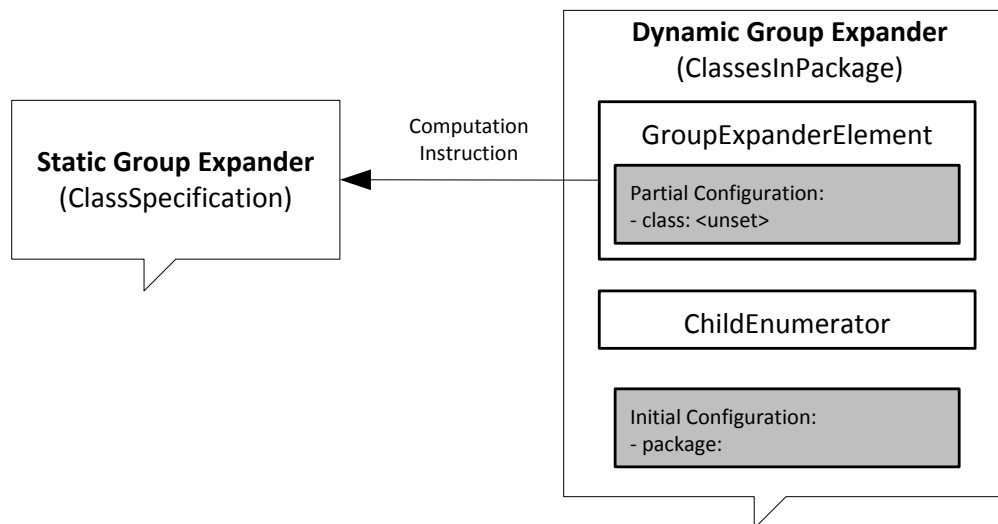 Dynamic Group Expander
(ClassesInPackage)
GroupExpanderElement
Partial Configuration:
- class: <unset>
ChildEnumerator
Initial Configuration:
- package:
Computation
Instruction
Static Group Expander
(ClassSpecification)